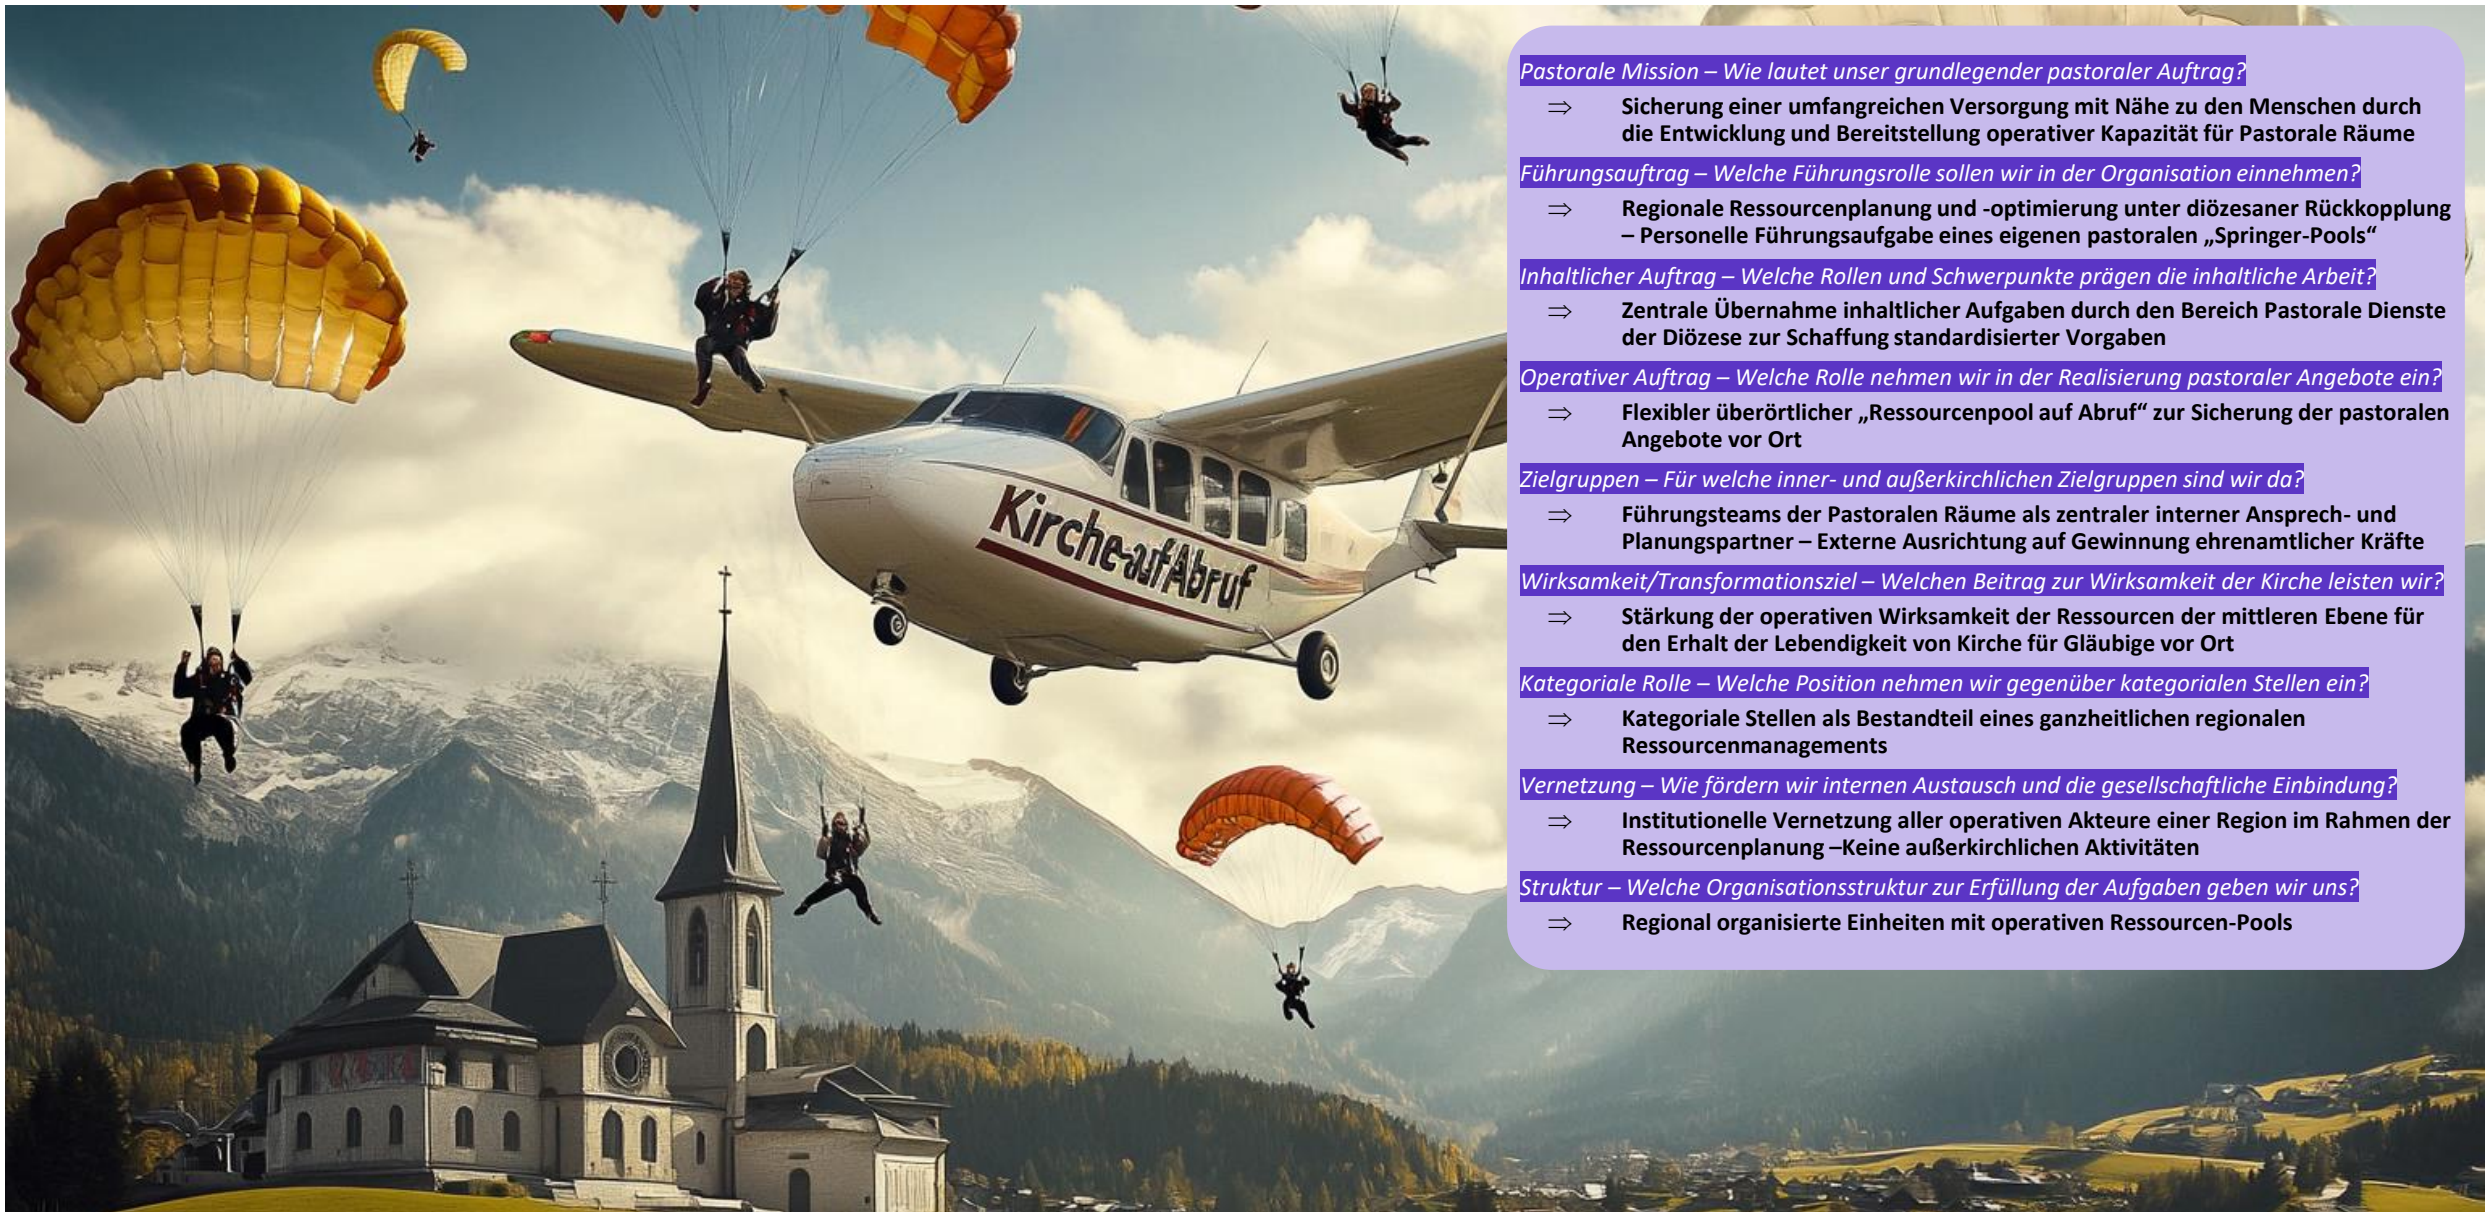 Kirche auf Abruf
Pastorale Mission – Wie lautet unser grundlegender pastoraler Auftrag?
⇒ Sicherung einer umfangreichen Versorgung mit Nähe zu den Menschen durch
die Entwicklung und Bereitstellung operativer Kapazität für Pastorale Räume
Führungsauftrag – Welche Führungsrolle sollen wir in der Organisation einnehmen?
⇒ Regionale Ressourcenplanung und -optimierung unter diözesaner Rückkopplung
– Personelle Führungsaufgabe eines eigenen pastoralen „Springer-Pools“
Inhaltlicher Auftrag – Welche Rollen und Schwerpunkte prägen die inhaltliche Arbeit?
⇒ Zentrale Übernahme inhaltlicher Aufgaben durch den Bereich Pastorale Dienste
der Diözese zur Schaffung standardisierter Vorgaben
Operativer Auftrag – Welche Rolle nehmen wir in der Realisierung pastoraler Angebote ein?
⇒ Flexibler überörtlicher „Ressourcenpool auf Abruf“ zur Sicherung der pastoralen
Angebote vor Ort
Zielgruppen – Für welche inner- und außerkirchlichen Zielgruppen sind wir da?
⇒ Führungsteams der Pastoralen Räume als zentraler interner Ansprech- und
Planungspartner – Externe Ausrichtung auf Gewinnung ehrenamtlicher Kräfte
Wirksamkeit/Transformationsziel – Welchen Beitrag zur Wirksamkeit der Kirche leisten wir?
⇒ Stärkung der operativen Wirksamkeit der Ressourcen der mittleren Ebene für
den Erhalt der Lebendigkeit von Kirche für Gläubige vor Ort
Kategoriale Rolle – Welche Position nehmen wir gegenüber kategorialen Stellen ein?
⇒ Kategoriale Stellen als Bestandteil eines ganzheitlichen regionalen
Ressourcenmanagements
Vernetzung – Wie fördern wir internen Austausch und die gesellschaftliche Einbindung?
⇒ Institutionelle Vernetzung aller operativen Akteure einer Region im Rahmen der
Ressourcenplanung –Keine außerkirchlichen Aktivitäten
Struktur – Welche Organisationsstruktur zur Erfüllung der Aufgaben geben wir uns?
⇒ Regional organisierte Einheiten mit operativen Ressourcen-Pools